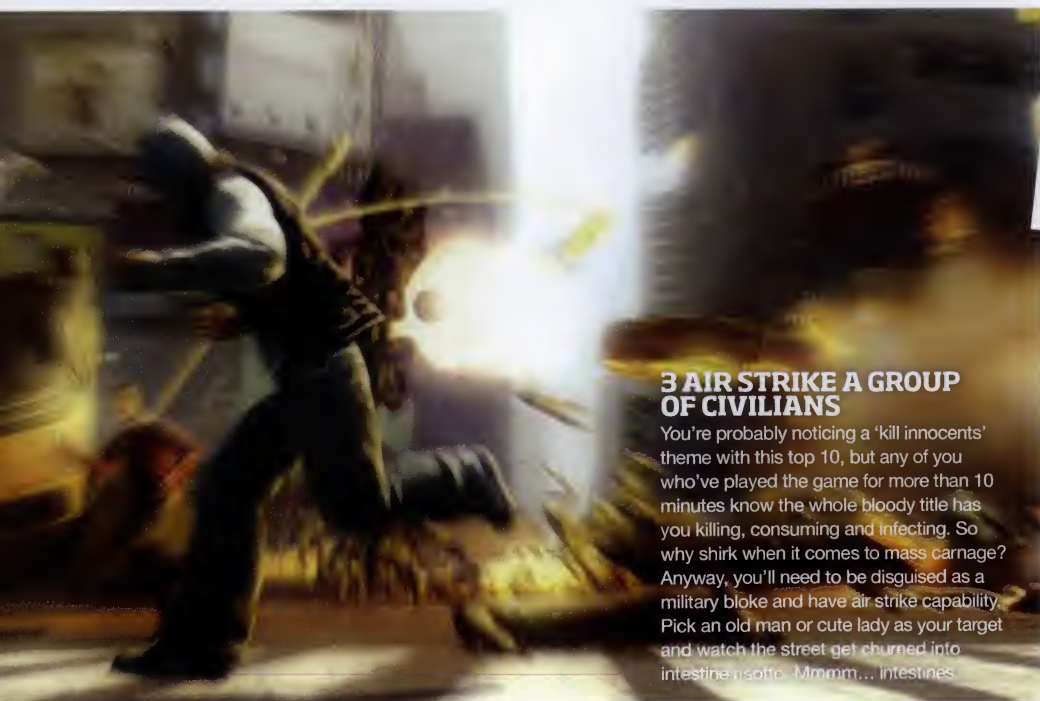 3 AIR STRIKE A GROUP
OF CIVILIANS
You're probably noticing a 'kill innocents'
theme with this top 10, but any of you
who've played the game for more than 10
minutes know the whole bloody title has
you killing, consuming and infecting. So
why shirk when it comes to mass carnage?
Anyway, you'll need to be disguised as a
military bloke and have air strike capability.
Pick an old man or cute lady as your target
and watch the street get churned into
intestine risotto. Mmmm... intestines.